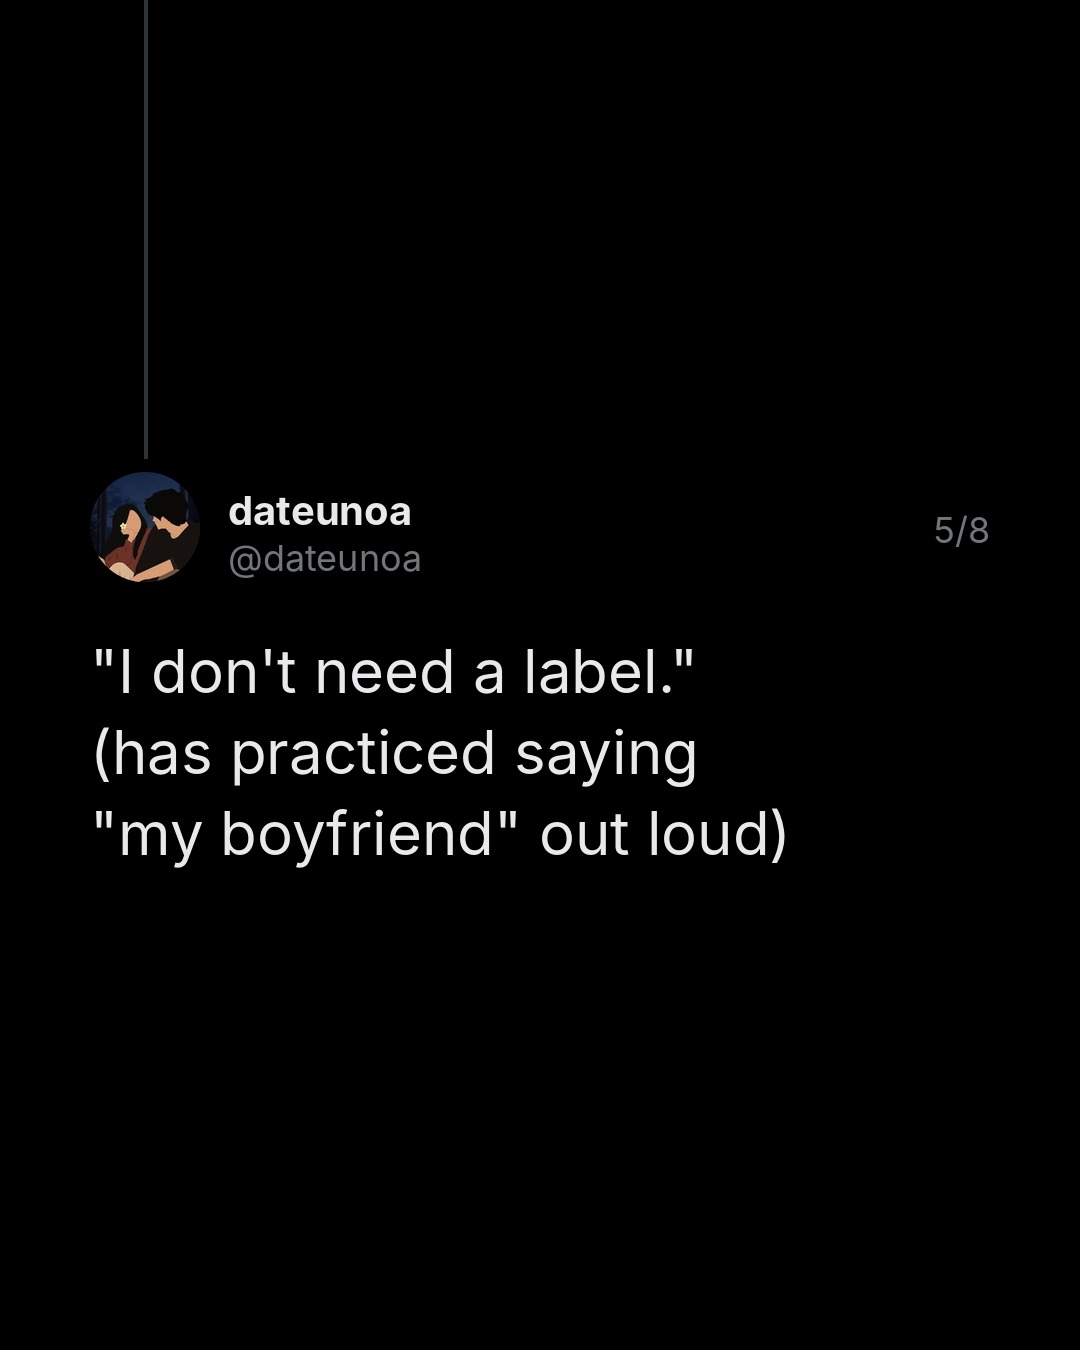 dateunoa
@dateunoa
5/8
"I don't need a label."
(has practiced saying
"my boyfriend" out loud)